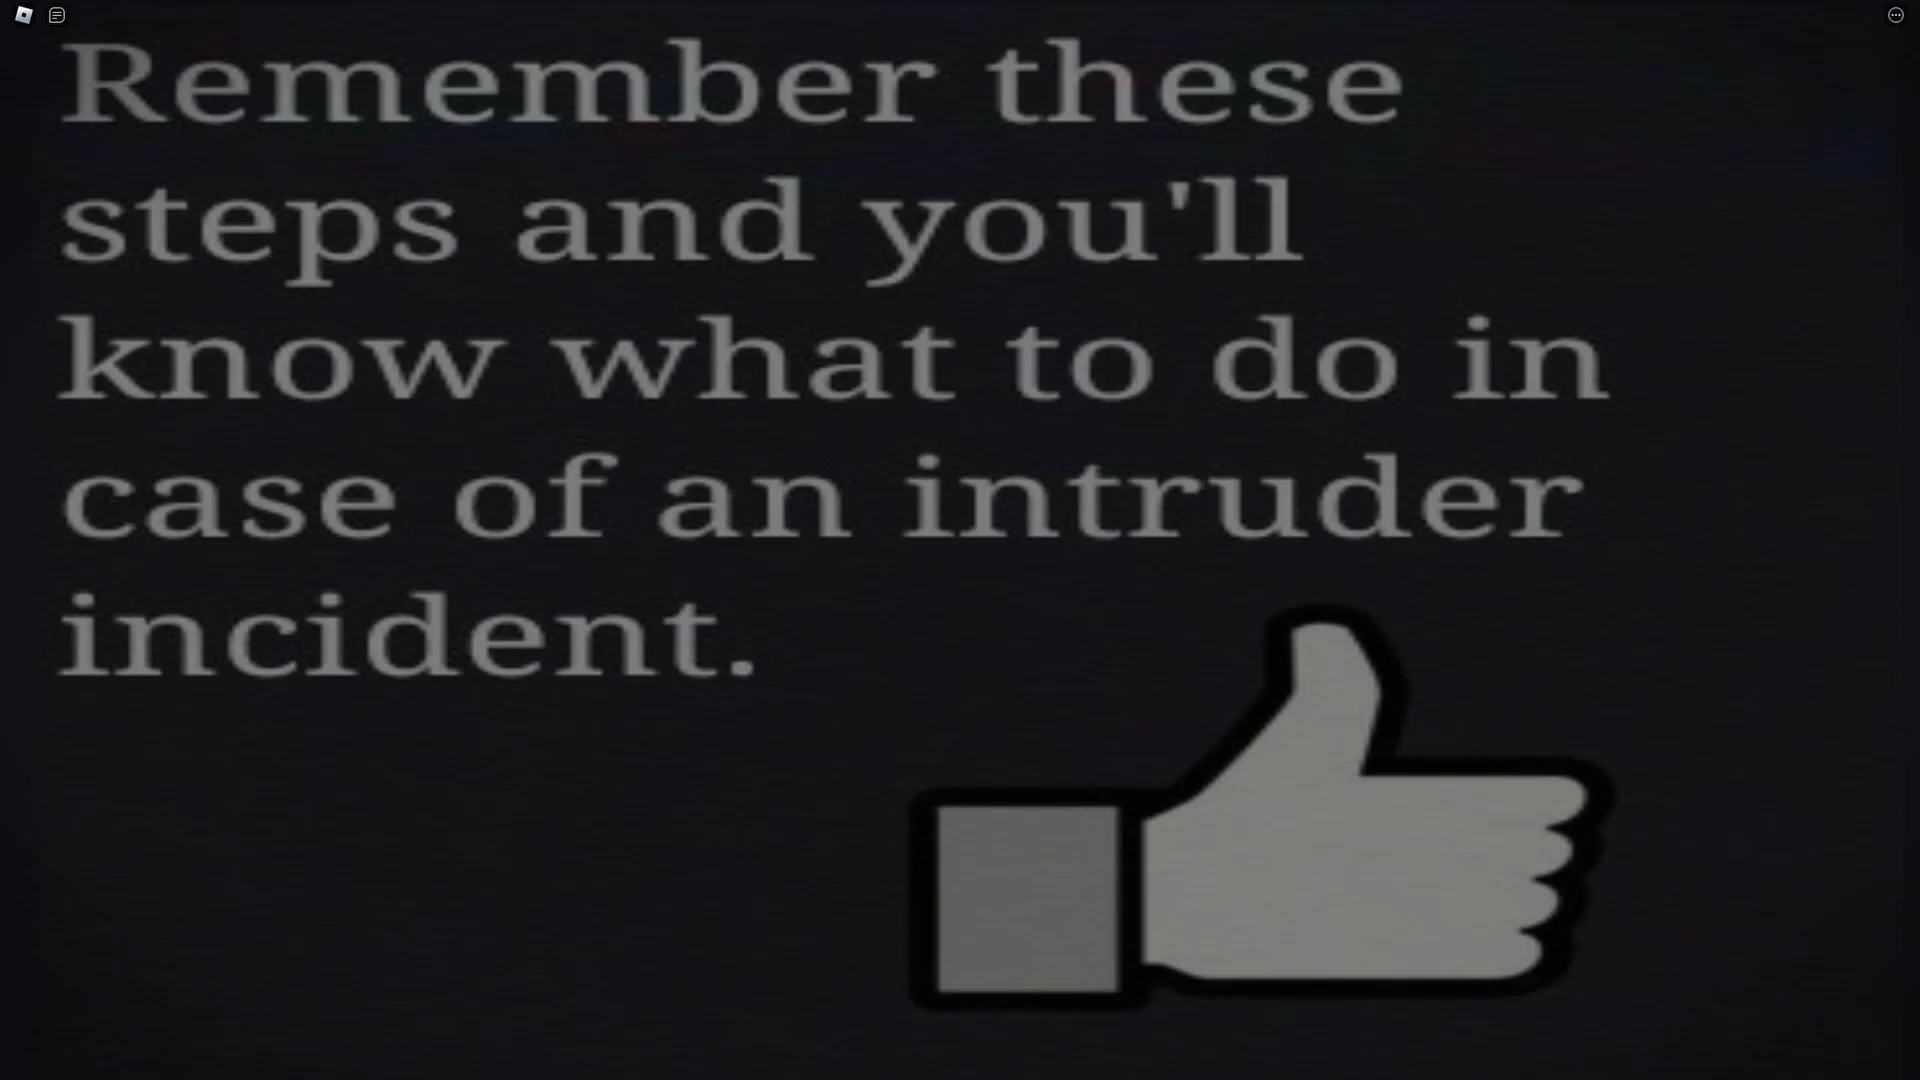 Remember these
steps and you'll
know what to do in
case of an intruder
incident.